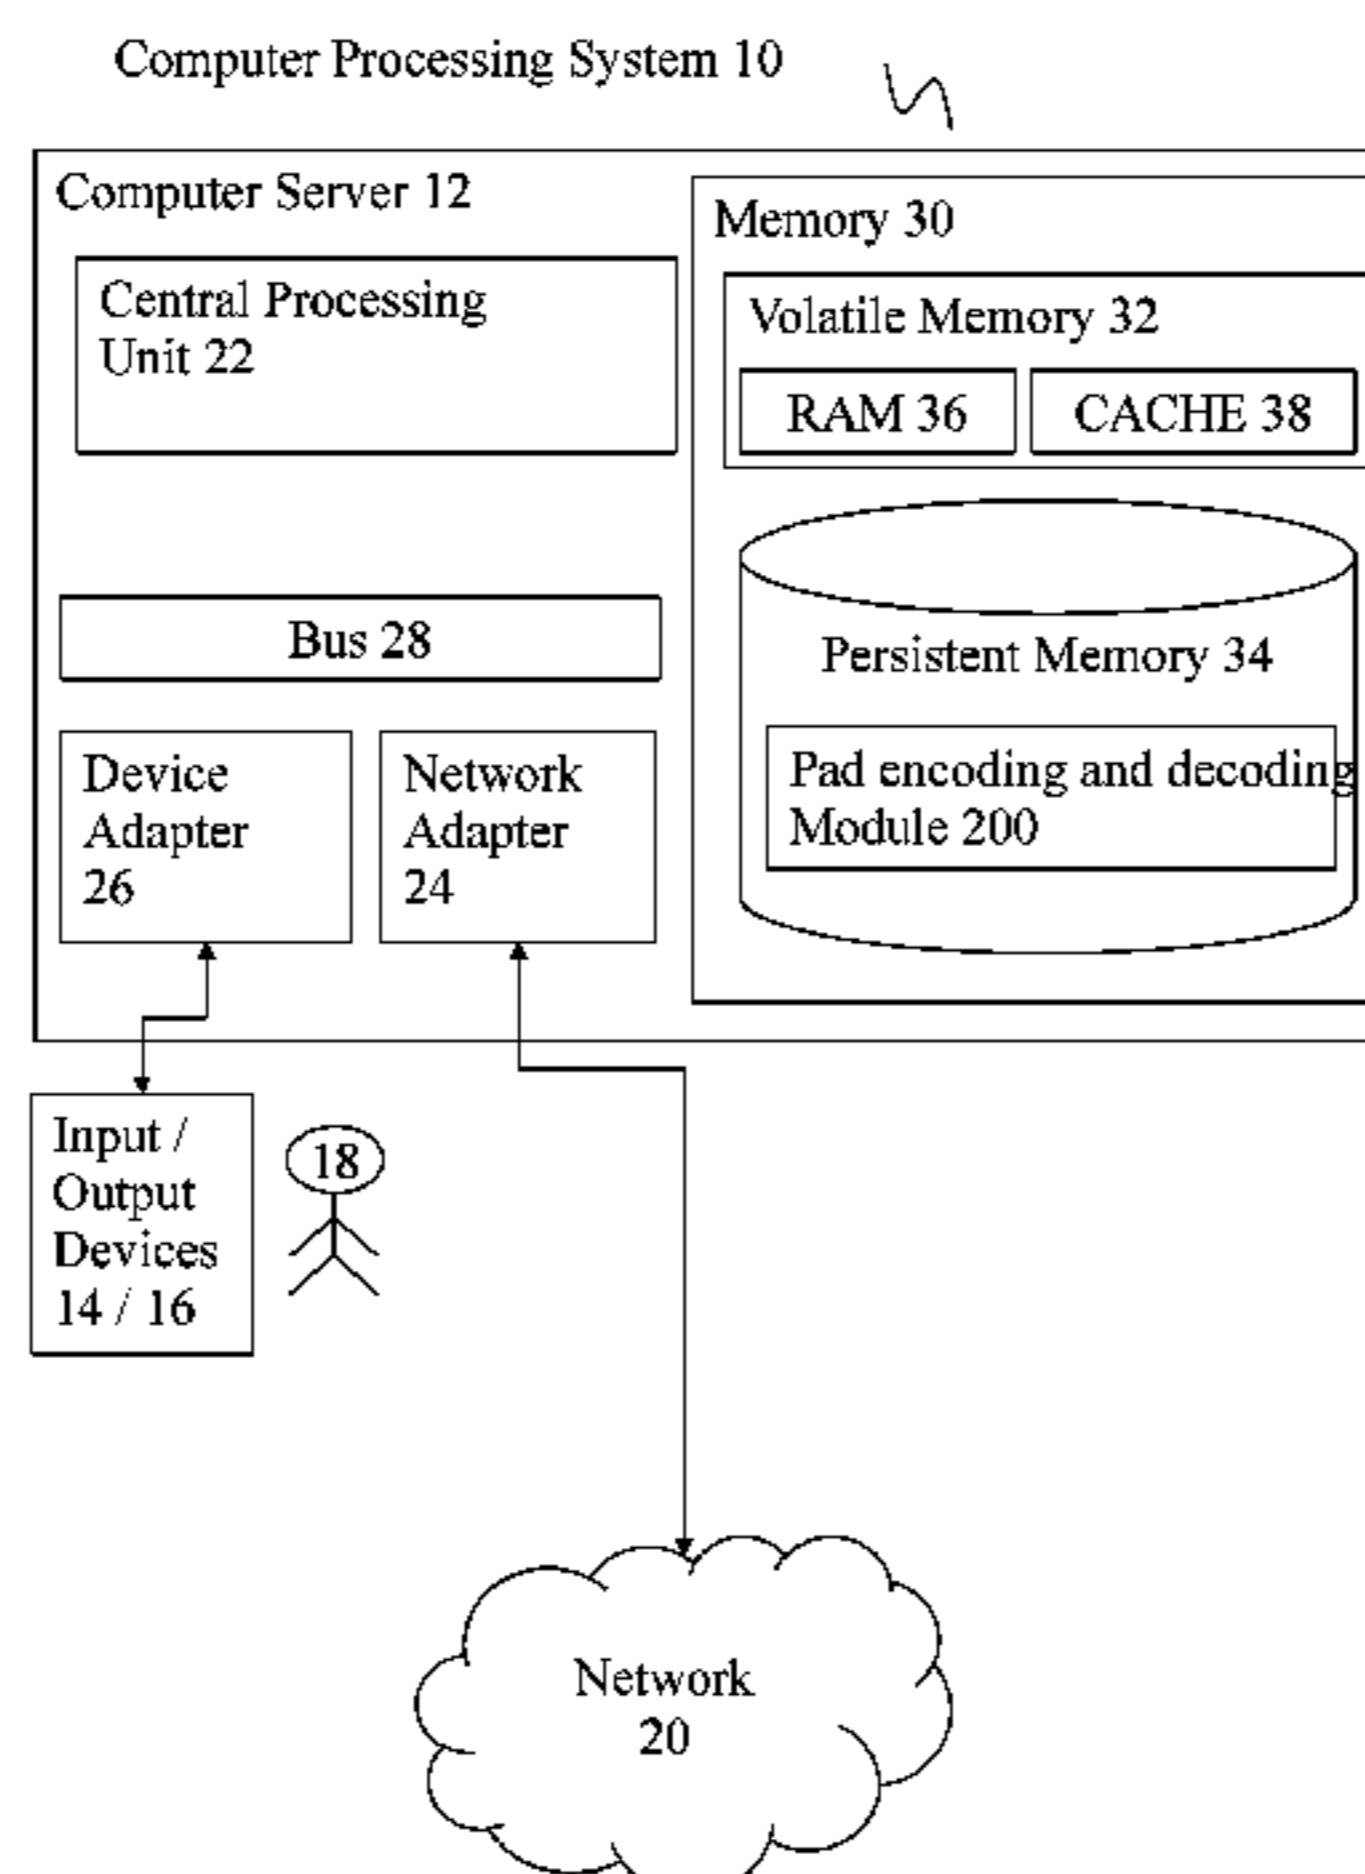 Computer Processing System 10
Computer Server 12
Central Processing
Unit 22
Memory 30
Volatile Memory 32
RAM 36
CACHE 38
Bus 28
Persistent Memory 34
Device
Adapter
26
Network
Adapter
24
Pad encoding and decoding
Module 200
Input /
Output
Devices
14 / 16
18
Network
20